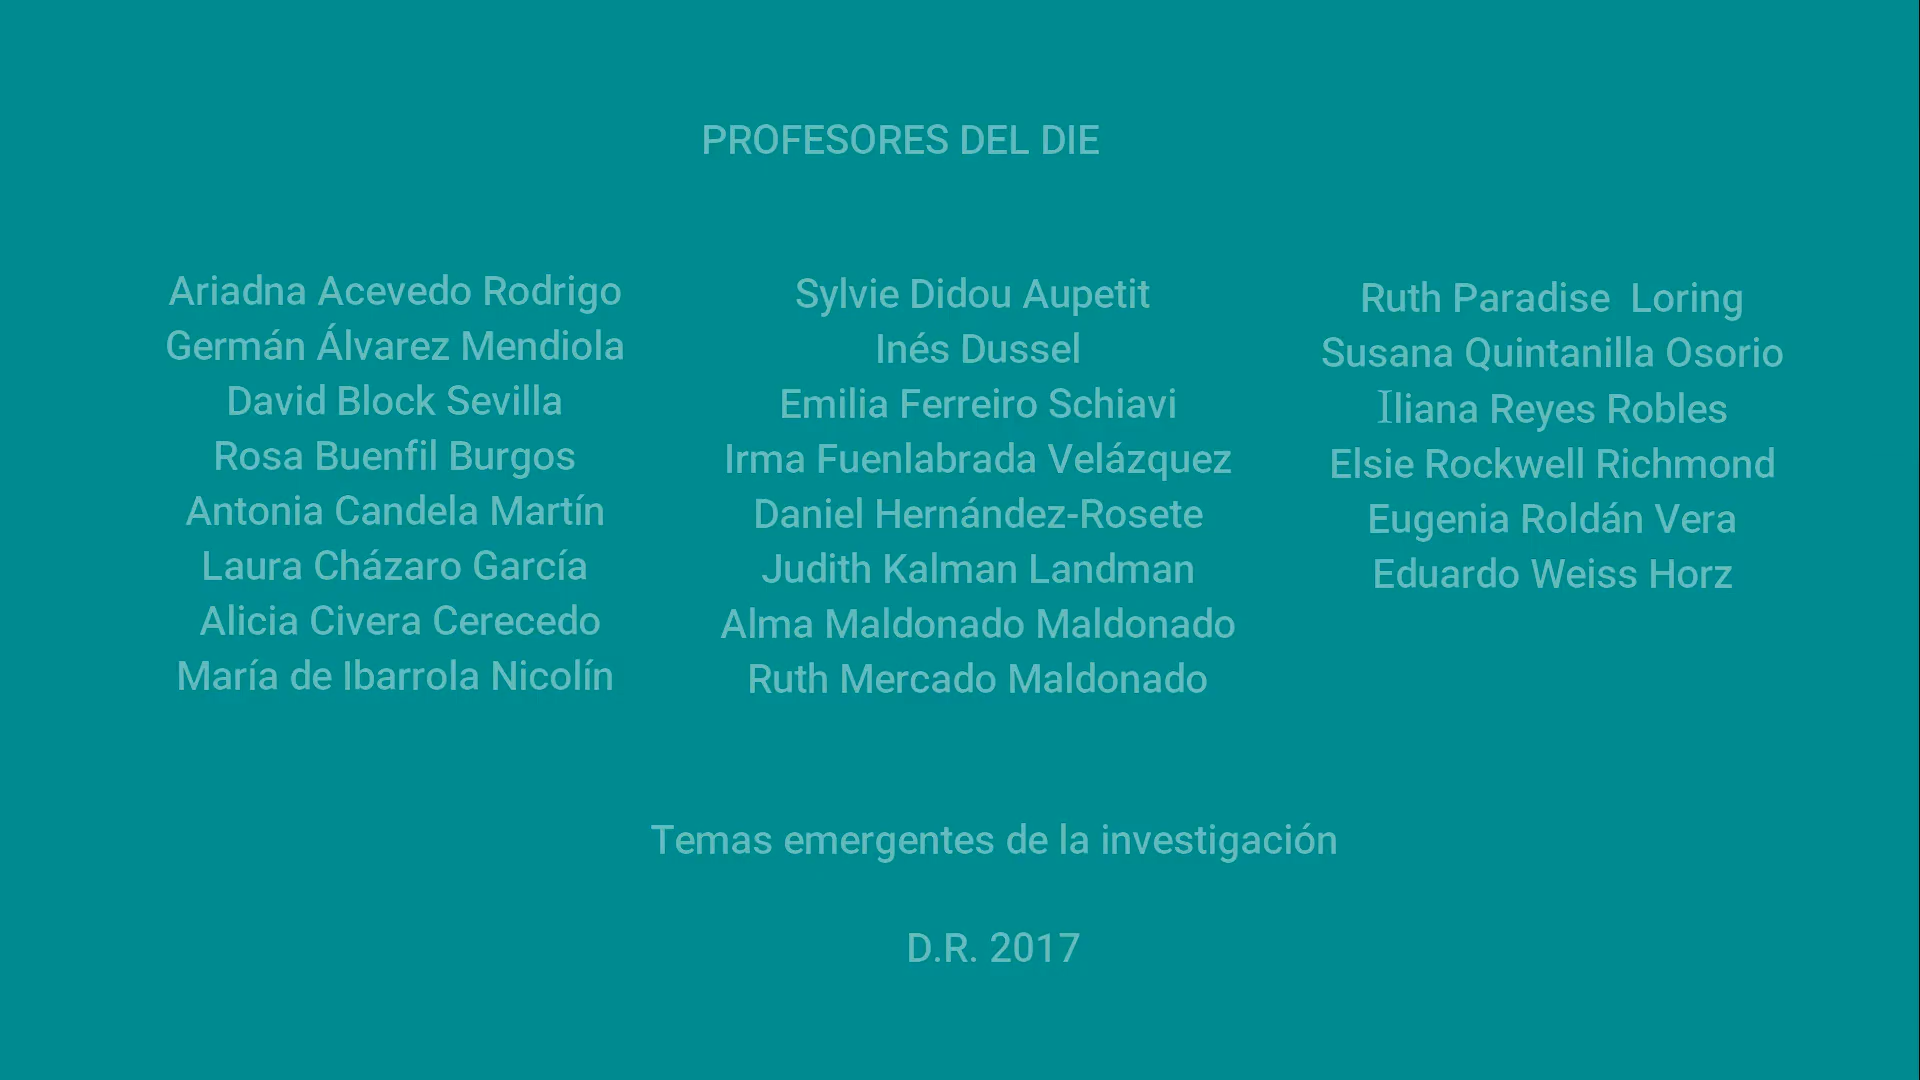 PROFESORES DEL DIE
Ariadna Acevedo Rodrigo
Germán Álvarez Mendiola
David Block Sevilla
Rosa Buenfil Burgos
Antonia Candela Martín
Laura Cházaro García
Alicia Civera Cerecedo
María de Ibarrola Nicolín
Sylvie Didou Aupetit
Inés Dussel
Emilia Ferreiro Schiavi
Irma Fuenlabrada Velázquez
Daniel Hernández-Rosete
Judith Kalman Landman
Alma Maldonado Maldonado
Ruth Mercado Maldonado
Ruth Paradise Loring
Susana Quintanilla Osorio
Iliana Reyes Robles
Elsie Rockwell Richmond
Eugenia Roldán Vera
Eduardo Weiss Horz
Temas emergentes de la investigación
D.R. 2017